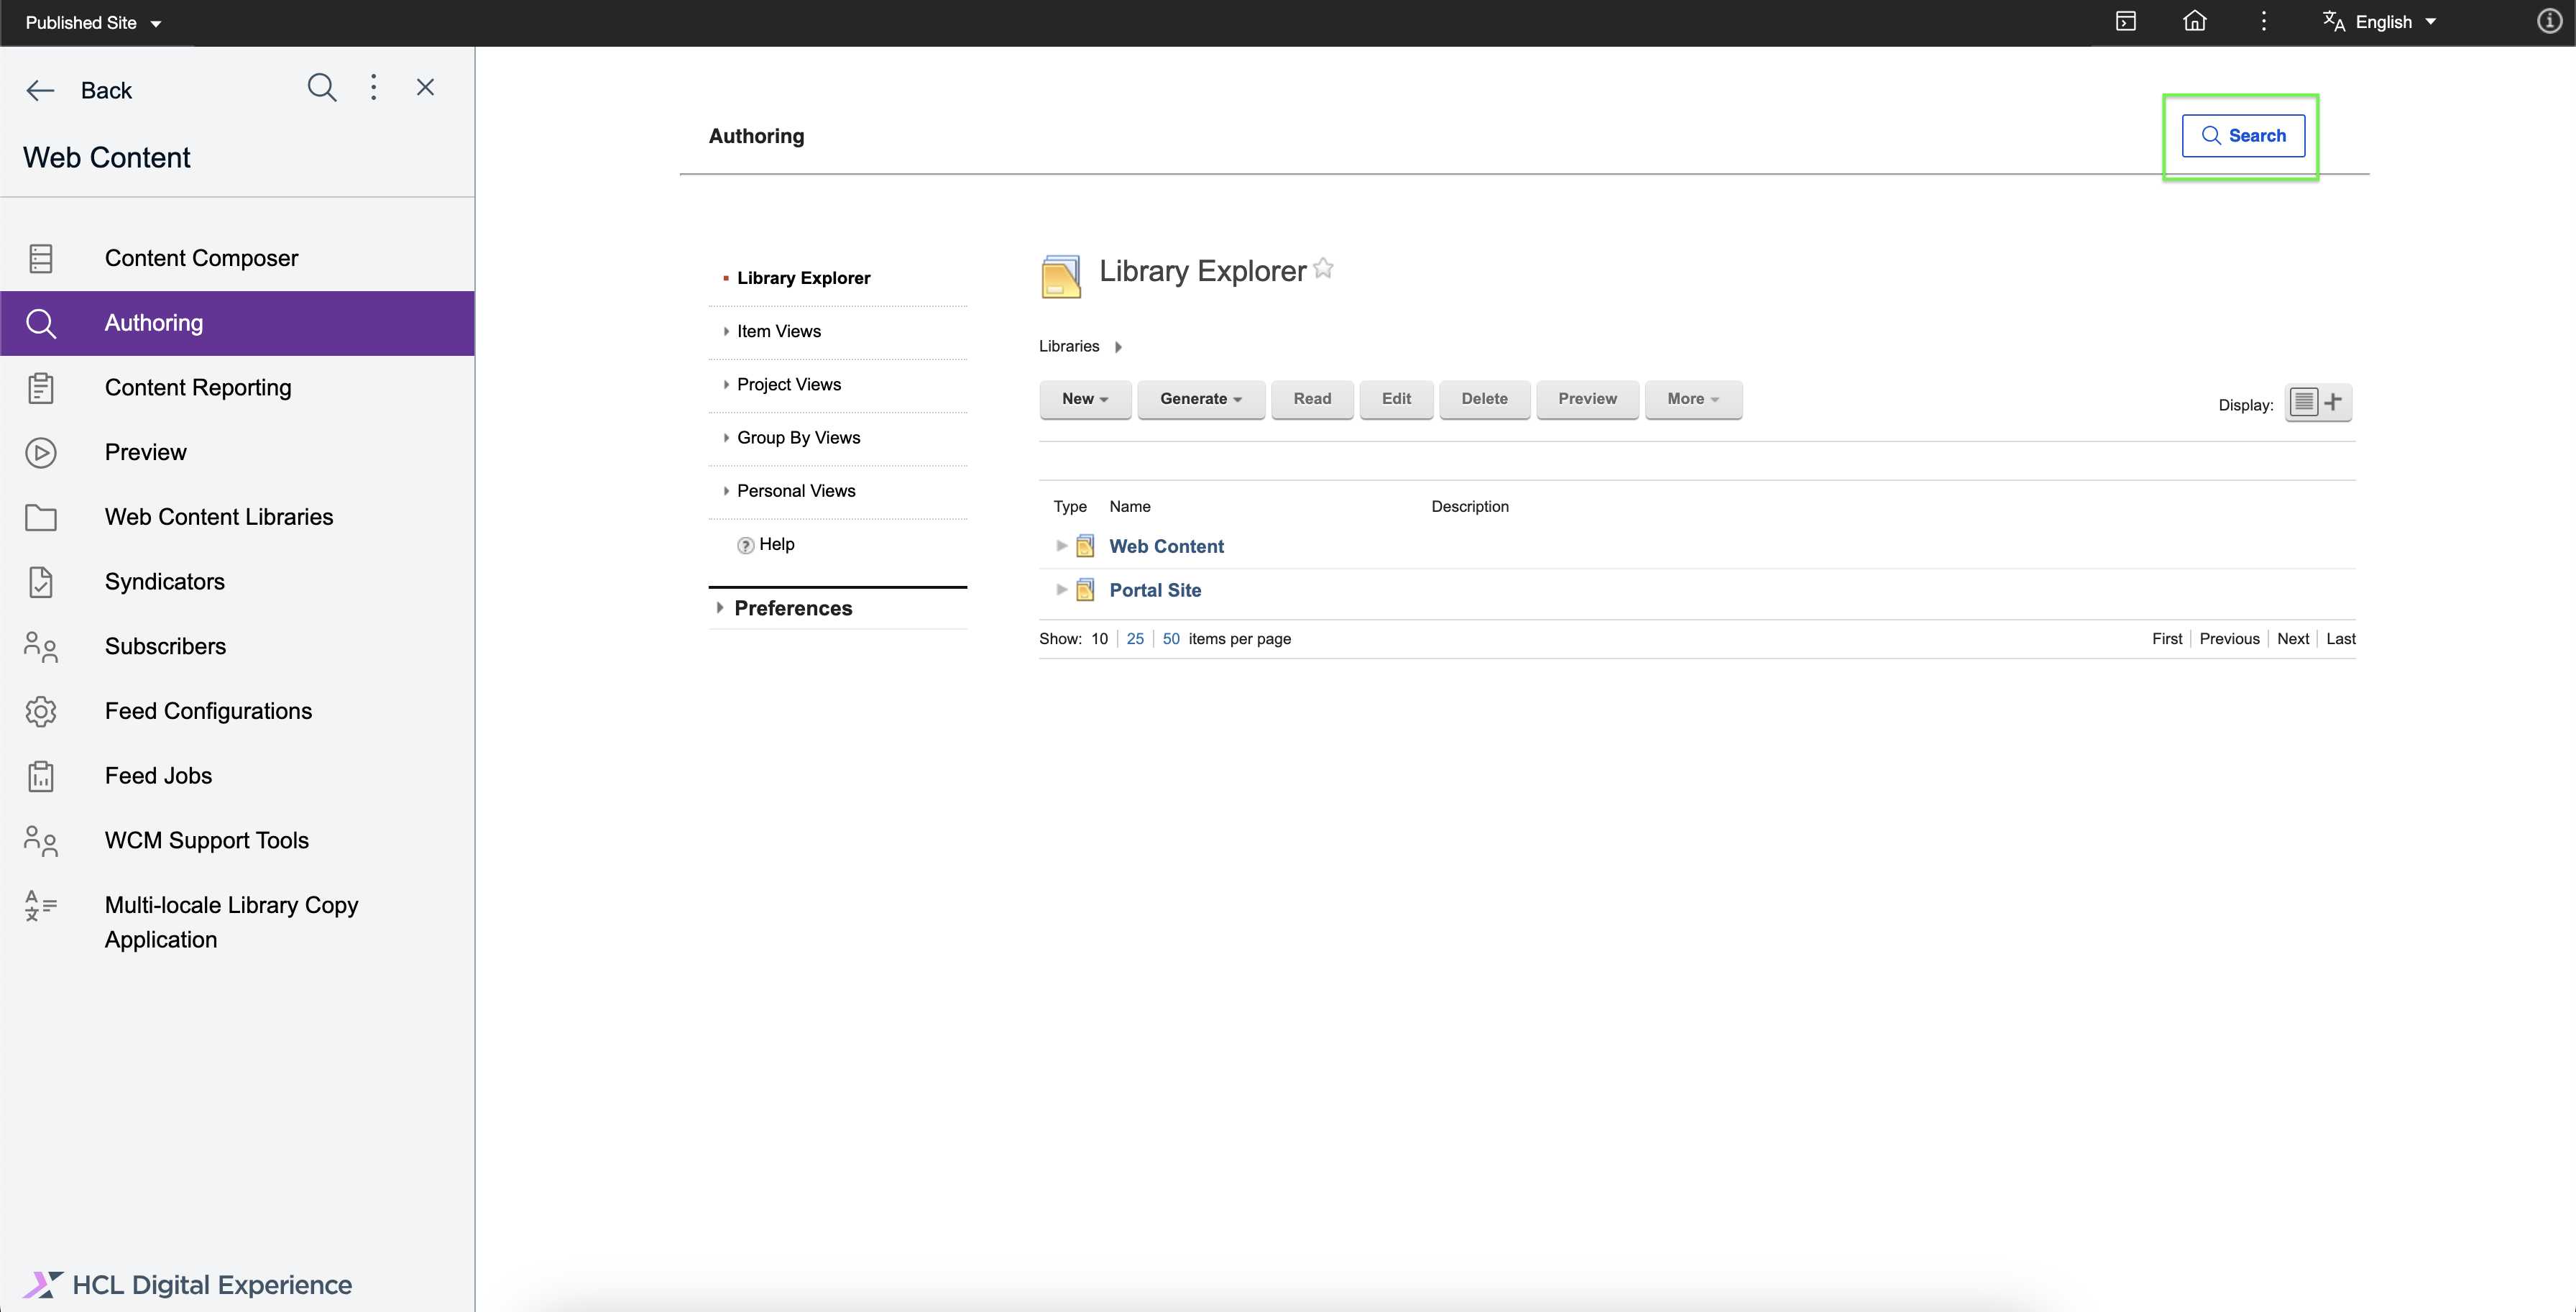 Published Site
English
Back
Web Content
Content Composer
Authoring
Content Reporting
Preview
Web Content Libraries
Syndicators
Subscribers
Feed Configurations
Feed Jobs
WCM Support Tools
Multi-locale Library Copy
Application
HCL Digital Experience
Authoring
Search
Library Explorer
Item Views
Project Views
Group By Views
Personal Views
Help
Preferences
Library Explorer
Libraries
New Generate Read Edit Delete Preview More
Display:
Type Name Description
Web Content
Portal Site
Show: 10 25 50 items per page First Previous Next Last